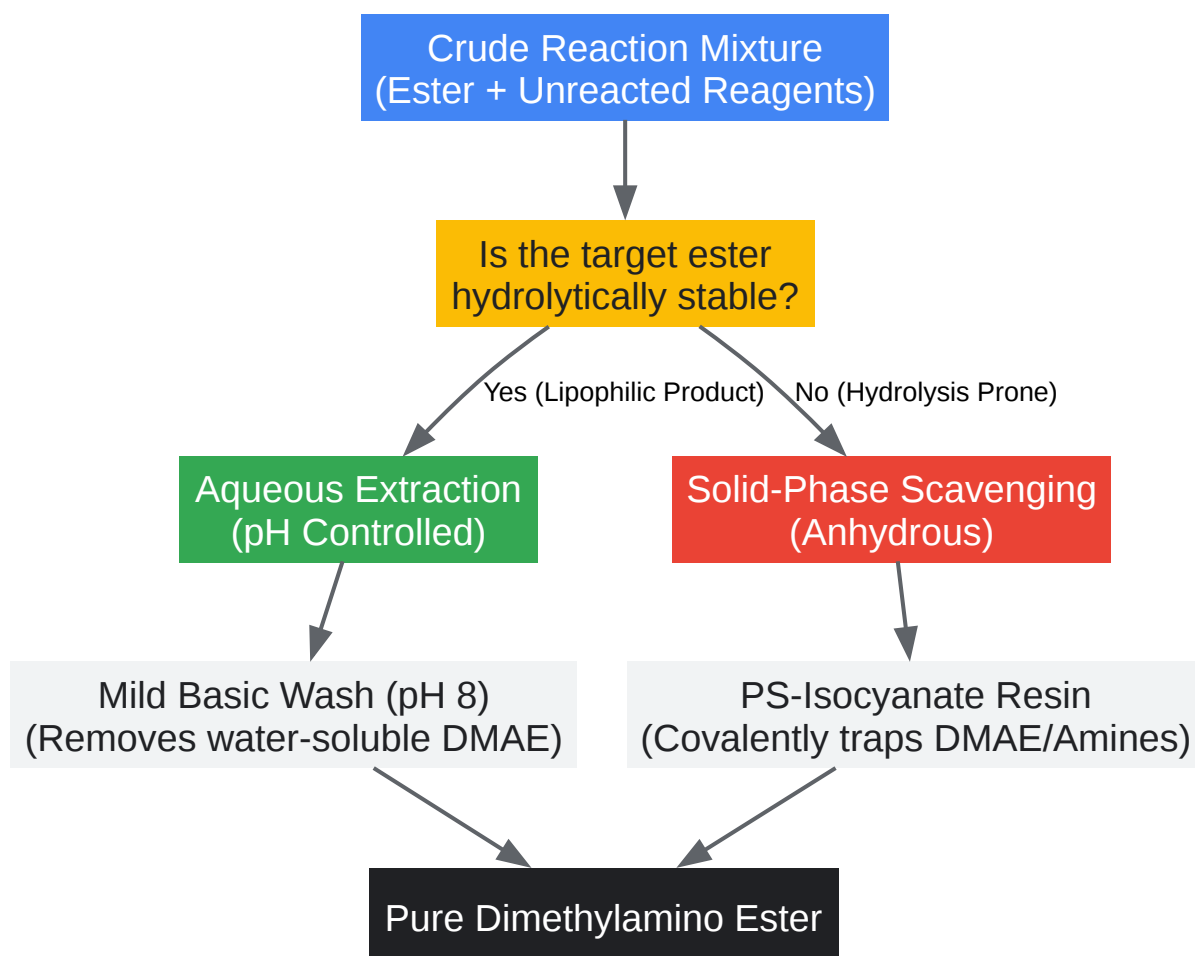 Crude Reaction Mixture
(Ester + Unreacted Reagents)
Is the target ester
hydrolytically stable?
Yes (Lipophilic Product)
No (Hydrolysis Prone)
Aqueous Extraction
(pH Controlled)
Solid-Phase Scavenging
(Anhydrous)
Mild Basic Wash (pH 8)
(Removes water-soluble DMAE)
PS-Isocyanate Resin
(Covalently traps DMAE/Amines)
Pure Dimethylamino Ester